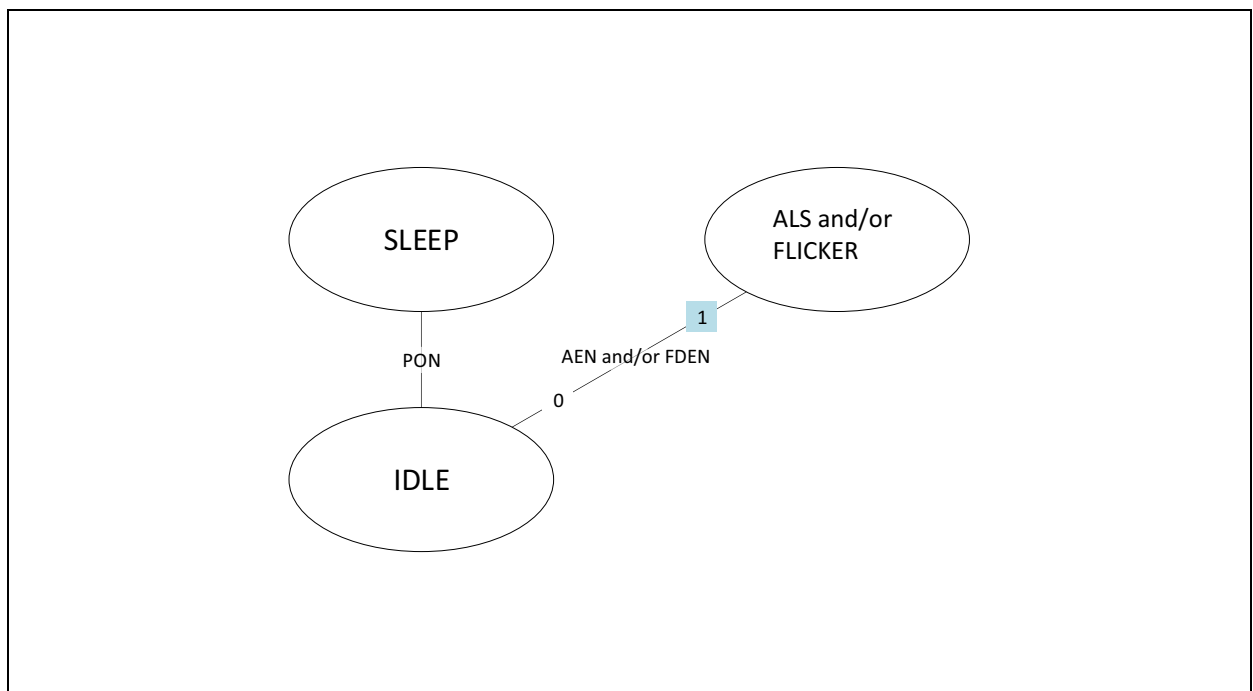 SLEEP
ALS and/or
FLICKER
1
PON
AEN and/or FDEN
0
IDLE